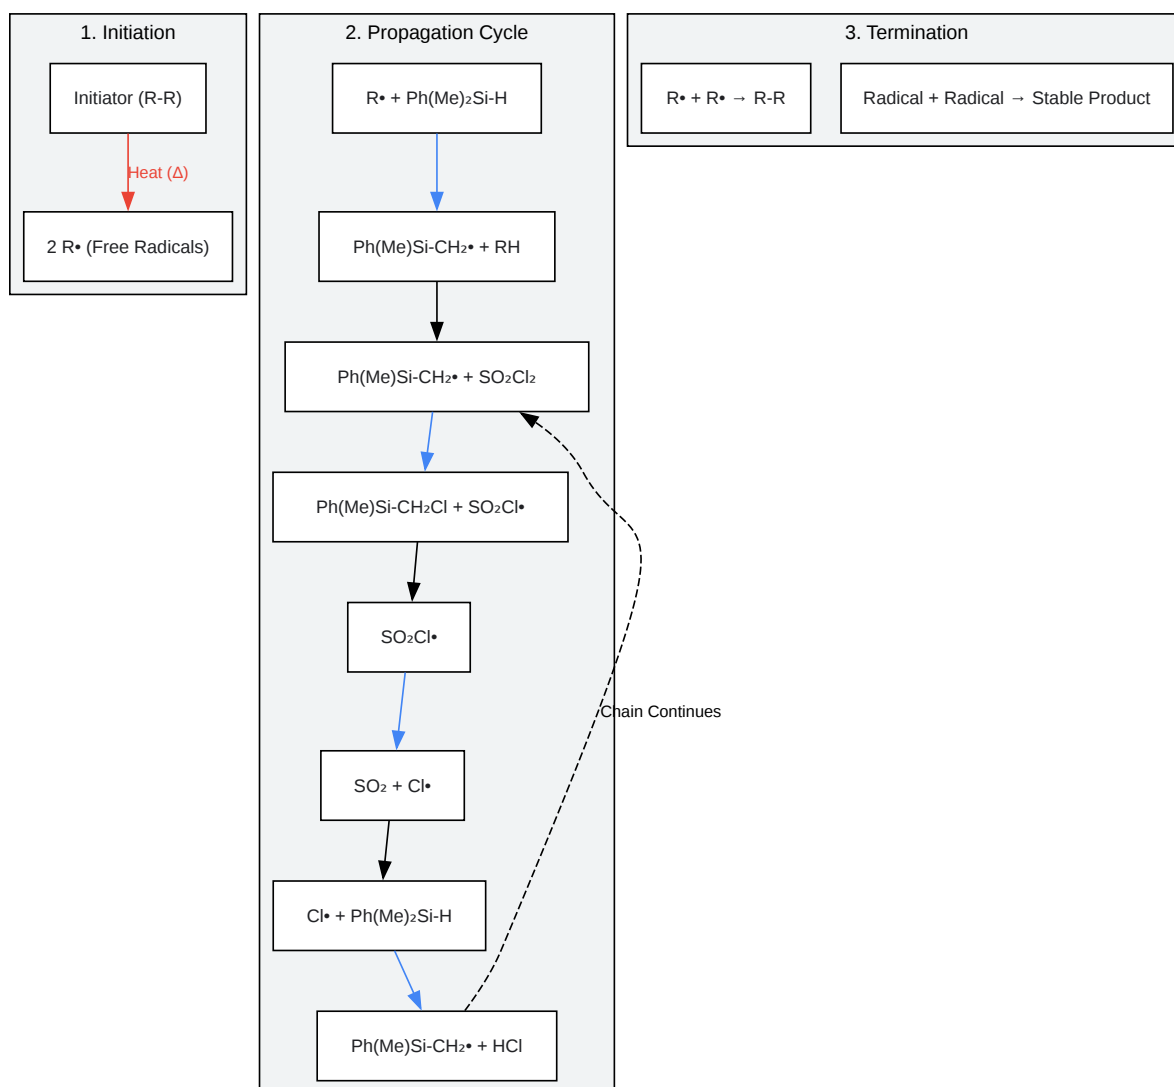 1. Initiation
Initiator (R-R)
Heat (Δ)
2 R• (Free Radicals)
2. Propagation Cycle
R• + Ph(Me)₂Si-H
Ph(Me)Si-CH₂• + RH
Ph(Me)Si-CH₂• + SO₂Cl₂
Ph(Me)Si-CH₂Cl + SO₂Cl•
SO₂Cl•
SO₂ + Cl•
Cl• + Ph(Me)₂Si-H
Ph(Me)Si-CH₂• + HCl
Chain Continues
3. Termination
R• + R• → R-R
Radical + Radical → Stable Product